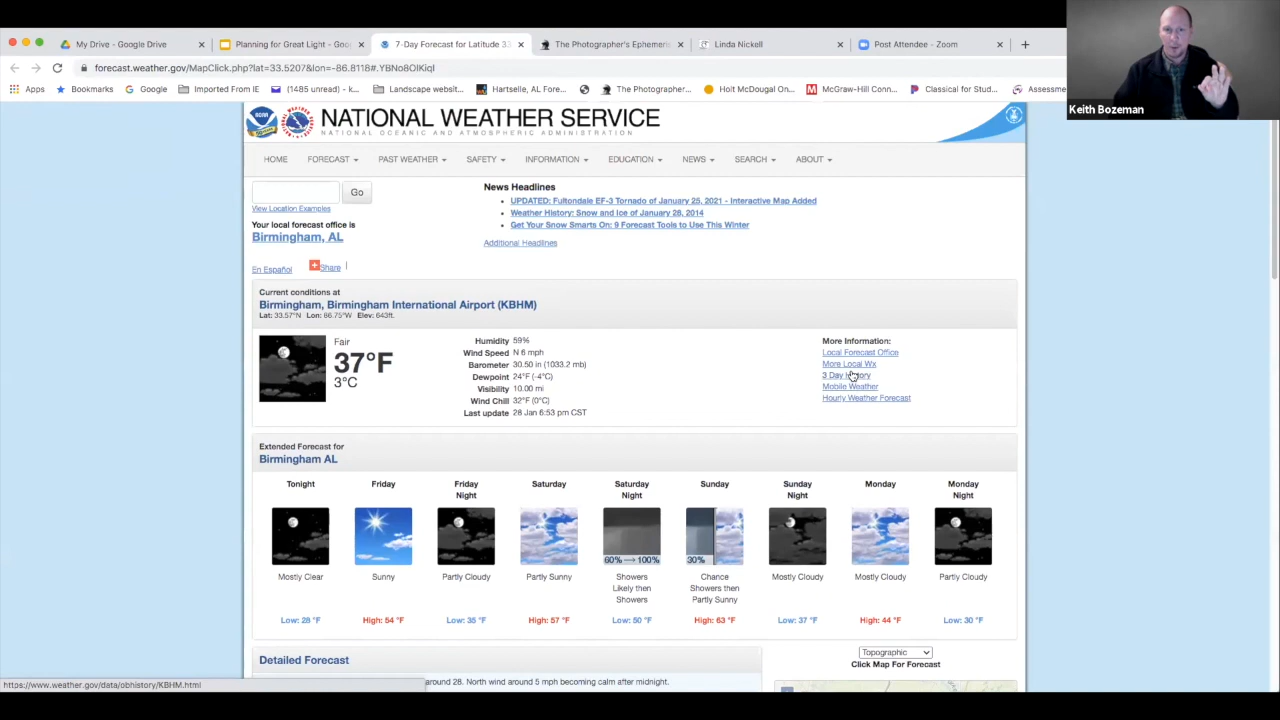 My Drive - Google Drive
Planning for Great Light - Goo
7-Day Forecast for Latitude 33
The Photographer's Ephemeris
Linda Nickell
Post Attendee - Zoom
forecast.weather.gov/MapClick.php?lat=33.5207&lon=-86.8118#.YBNo8OlKiqI
Apps
Bookmarks
Google
Imported From IE
(1485 unread) - k...
Landscape websit...
Hartselle, AL Fore...
The Photographer...
Holt McDougal On...
McGraw-Hill Conn...
Classical for Stud...
Assessme
Keith Bozeman
NATIONAL WEATHER SERVICE
NATIONAL OCEANIC AND ATMOSPHERIC ADMINISTRATION
HOME FORECAST PAST WEATHER SAFETY INFORMATION EDUCATION NEWS SEARCH ABOUT
Go
View Location Examples
Your local forecast office is
Birmingham, AL
En Español
Share
News Headlines
UPDATED: Fultondale EF-3 Tornado of January 25, 2021 - Interactive Map Added
Weather History: Snow and Ice of January 28, 2014
Get Your Snow Smarts On: 9 Forecast Tools to Use This Winter
Additional Headlines
Current conditions at
Birmingham, Birmingham International Airport (KBHM)
Lat: 33.57°N Lon: 86.75°W Elev: 643ft.
Fair
37°F
3°C
Humidity 59%
Wind Speed N 6 mph
Barometer 30.50 in (1033.2 mb)
Dewpoint 24°F (-4°C)
Visibility 10.00 mi
Wind Chill 32°F (0°C)
Last update 28 Jan 6:53 pm CST
More Information:
Local Forecast Office
More Local Wx
3 Day History
Mobile Weather
Hourly Weather Forecast
Extended Forecast for
Birmingham AL
Tonight
Mostly Clear
Low: 28 °F
Friday
Sunny
High: 54 °F
Friday
Night
Partly Cloudy
Low: 35 °F
Saturday
Partly Sunny
High: 57 °F
Saturday
Night
60% → 100%
Showers
Likely then
Showers
Low: 50 °F
Sunday
30%
Chance
Showers then
Partly Sunny
High: 63 °F
Sunday
Night
Mostly Cloudy
Low: 37 °F
Monday
Mostly Cloudy
High: 44 °F
Monday
Night
Partly Cloudy
Low: 30 °F
Detailed Forecast
around 28. North wind around 5 mph becoming calm after midnight.
Topographic
Click Map For Forecast
https://www.weather.gov/data/obhistory/KBHM.html